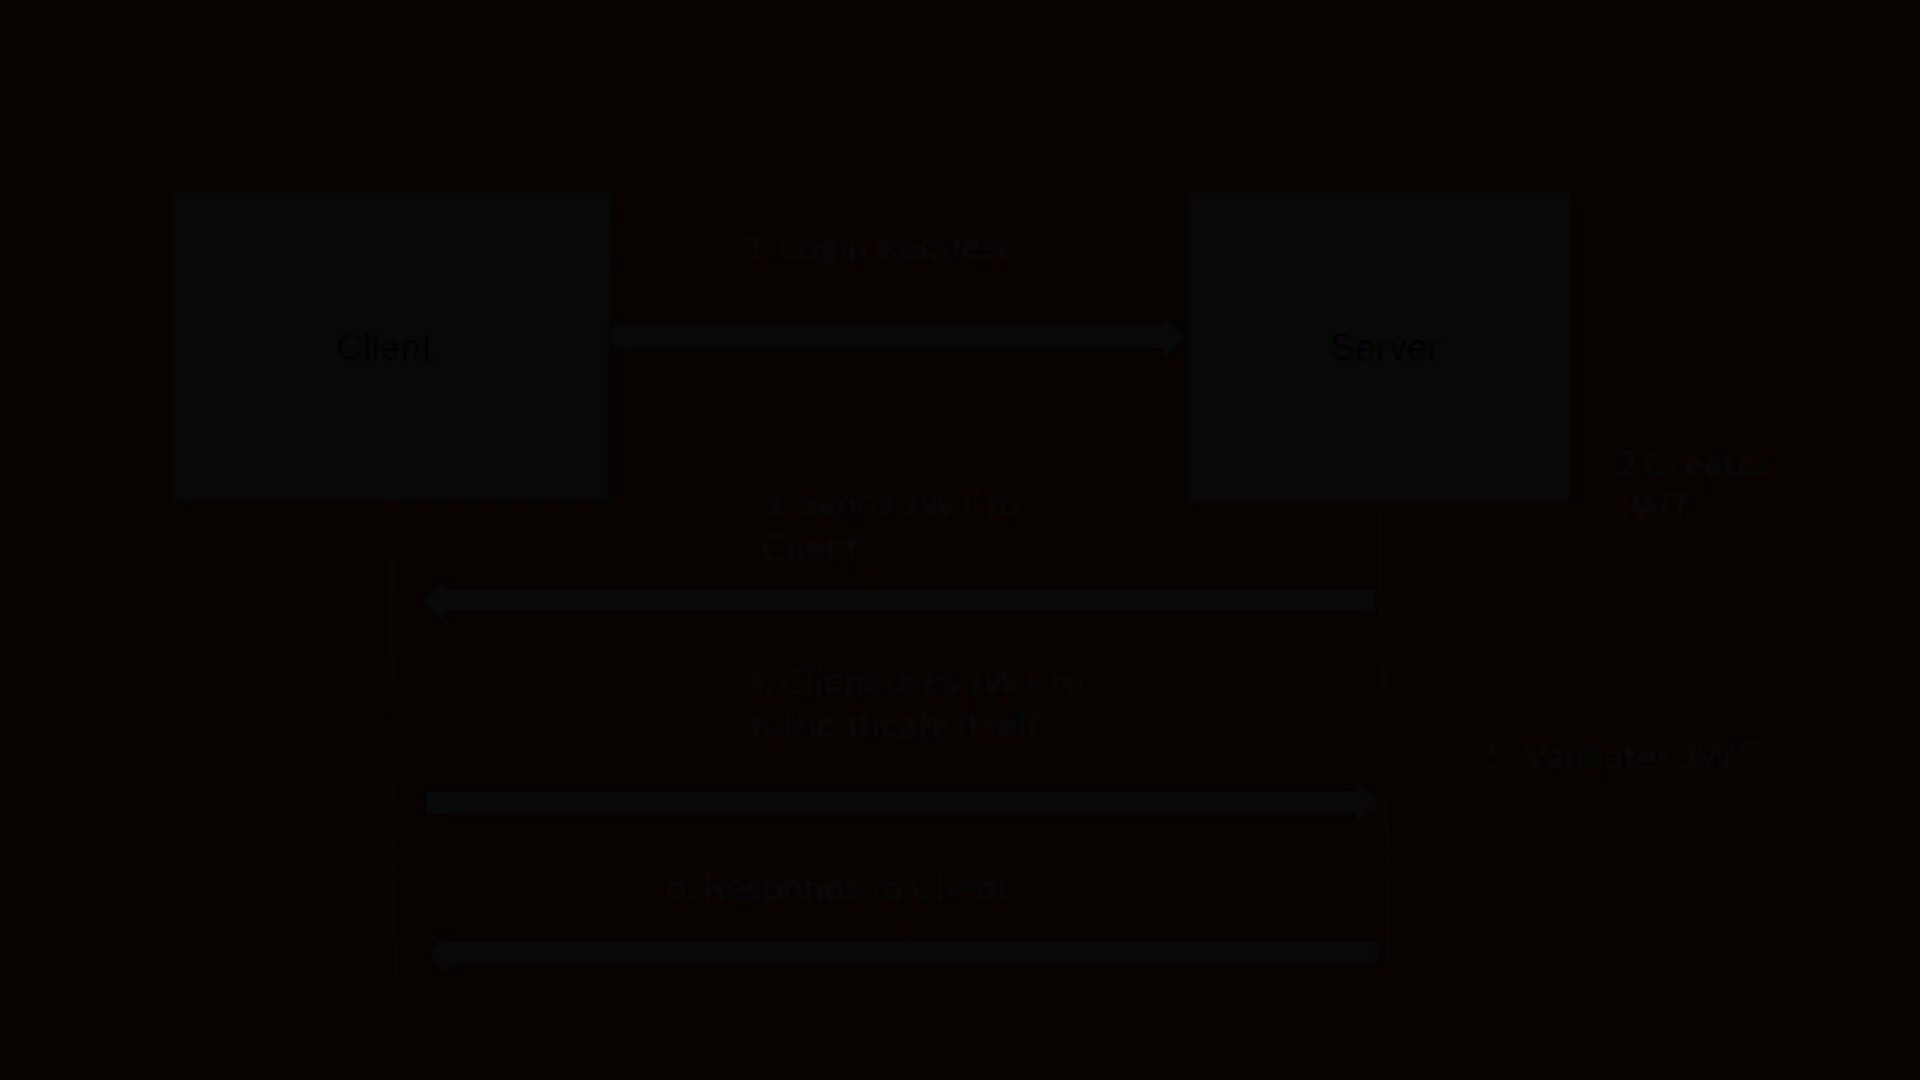 1. Login Request
Client
Server
2.Creates
JWT
3. Sends JWT to
Client
4. Client uses JWT to
authenticate itself
5. Validates JWT
6. Responds to Client